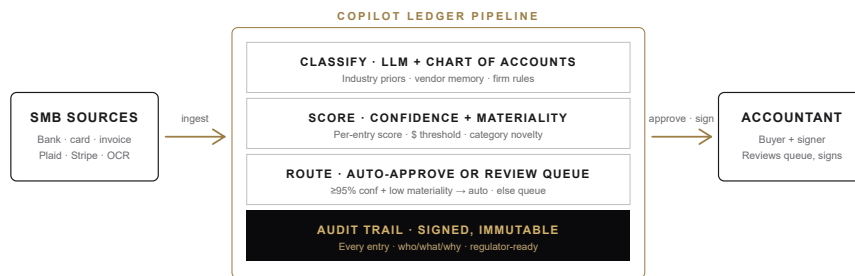 COPILOT LEDGER PIPELINE
SMB SOURCES
Bank · card · invoice
Plaid · Stripe · OCR
ingest
CLASSIFY · LLM + CHART OF ACCOUNTS
Industry priors · vendor memory · firm rules
SCORE · CONFIDENCE + MATERIALITY
Per-entry score · $ threshold · category novelty
ROUTE · AUTO-APPROVE OR REVIEW QUEUE
≥95% conf + low materiality → auto · else queue
AUDIT TRAIL · SIGNED, IMMUTABLE
Every entry · who/what/why · regulator-ready
approve · sign
ACCOUNTANT
Buyer + signer
Reviews queue, signs